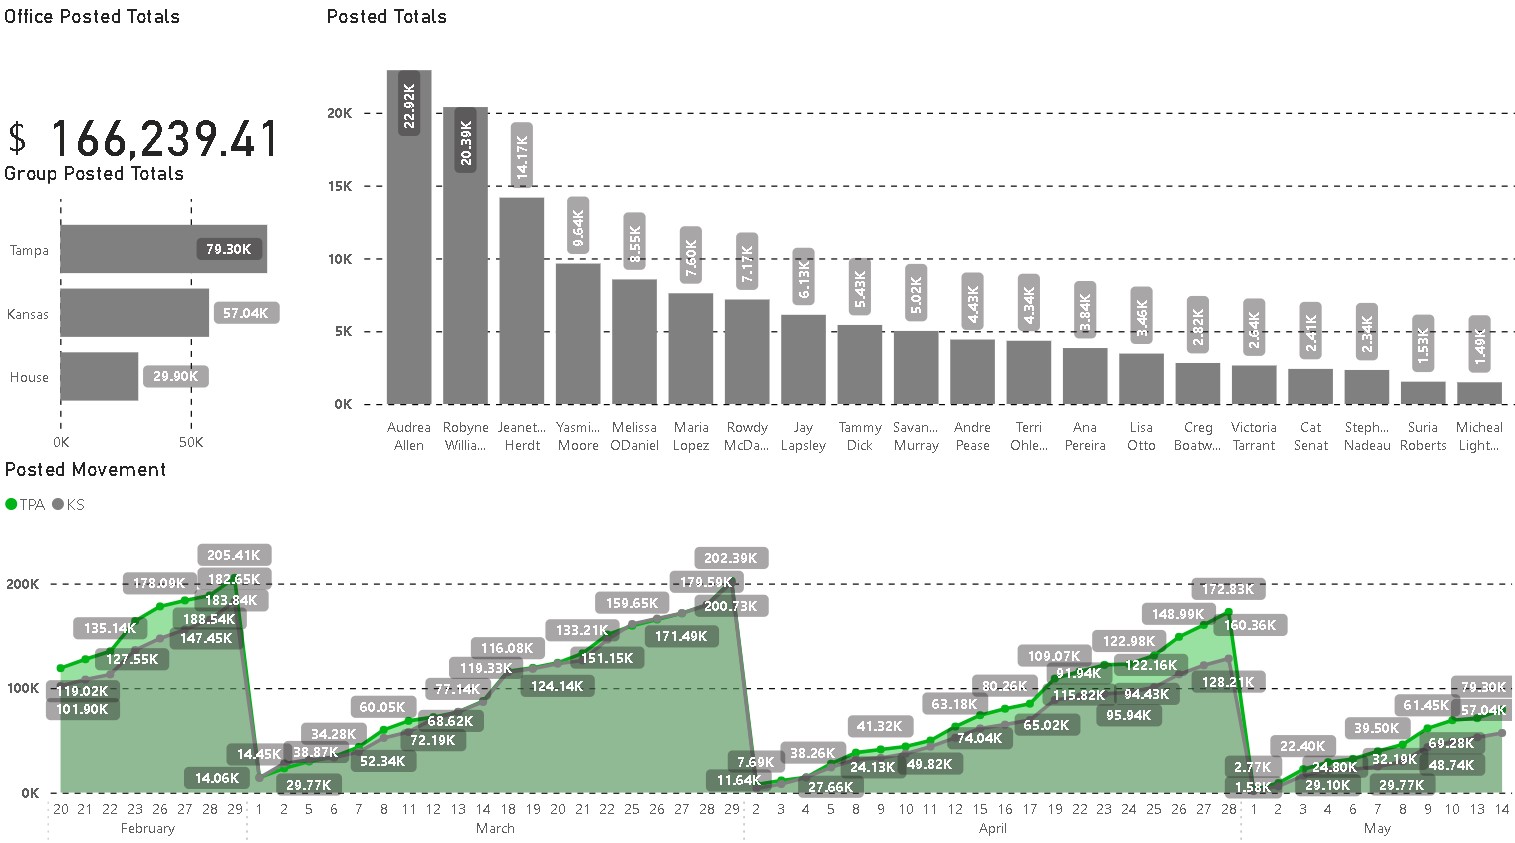 Office Posted Totals
$ 166,239.41
Group Posted Totals
Tampa
79.30K
Kansas
57.04K
House
29.90K
0K 50K
Posted Totals
20K
15K
10K
5K
0K
22.92K 20.39K 14.17K 9.64K 8.55K 7.60K 7.17K 6.13K 5.43K 5.02K 4.43K 4.34K 3.84K 3.46K 2.82K 2.64K 2.41K 2.34K 1.53K 1.49K
Audrea Robyne Jeanet... Yasmi... Melissa Maria Rowdy Jay Tammy Savan... Andre Terri Ana Lisa Creg Victoria Cat Steph... Suria Micheal
Allen Willia... Herdt Moore ODaniel Lopez McDa... Lapsley Dick Murray Pease Ohle... Pereira Otto Boatw... Tarrant Senat Nadeau Roberts Light...
Posted Movement
TPA KS
200K
100K
0K
119.02K
101.90K
135.14K
127.55K
178.09K
147.45K
188.54K
183.84K
182.65K
205.41K
14.45K
14.06K
38.87K
29.77K
34.28K
60.05K
52.34K
72.19K
68.62K
77.14K
119.33K
116.08K
124.14K
133.21K
151.15K
159.65K
171.49K
179.59K
202.39K
200.73K
7.69K
11.64K
38.26K
27.66K
41.32K
24.13K
49.82K
63.18K
74.04K
80.26K
65.02K
109.07K
91.94K
115.82K
122.98K
95.94K
94.43K
122.16K
148.99K
172.83K
160.36K
128.21K
2.77K
1.58K
22.40K
24.80K
29.10K
39.50K
32.19K
29.77K
61.45K
69.28K
48.74K
79.30K
57.04K
20 21 22 23 26 27 28 29 1 2 5 6 7 8 11 12 13 14 18 19 20 21 22 25 26 27 28 29 2 3 4 5 8 9 10 11 12 15 16 17 19 22 23 24 25 26 27 28 1 2 3 4 6 7 8 9 10 13 14
February March April May